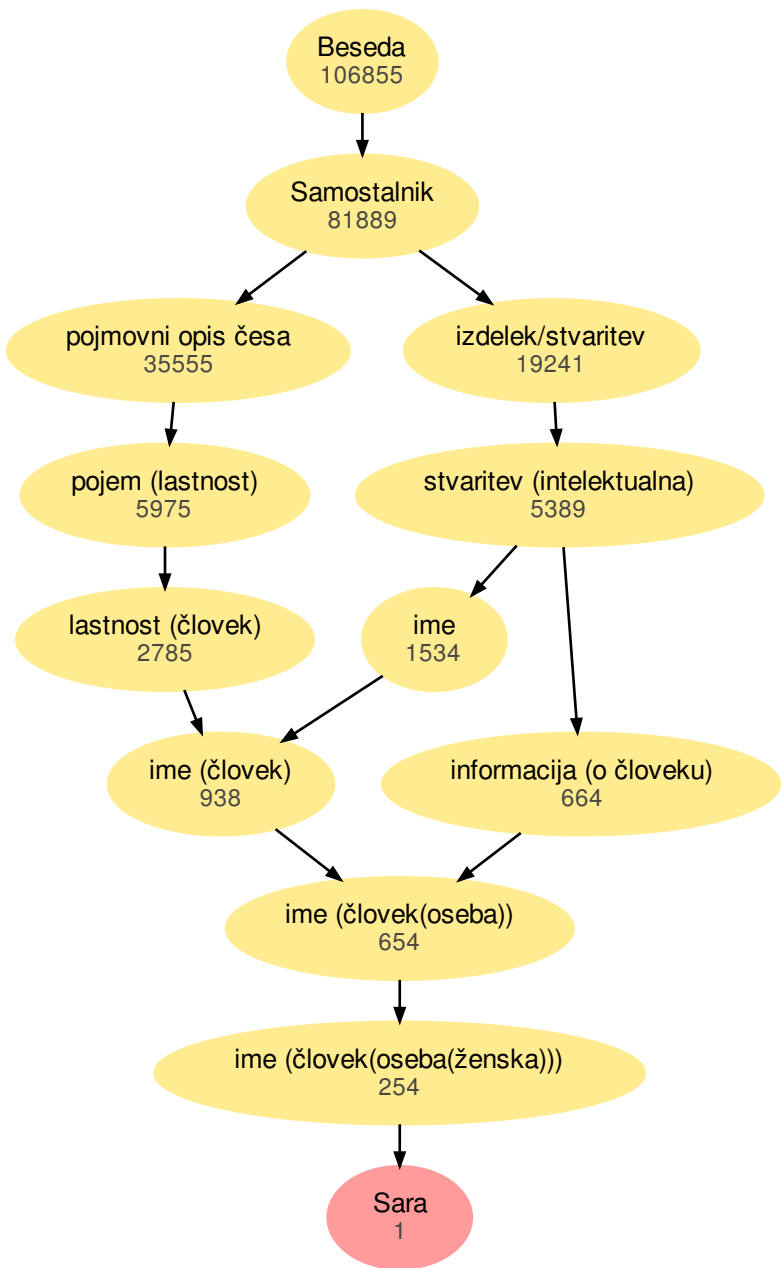 Beseda
106855
Samostalnik
81889
pojmovni opis česa
35555
izdelek/stvaritev
19241
pojem (lastnost)
5975
stvaritev (intelektualna)
5389
lastnost (človek)
2785
ime
1534
ime (človek)
938
informacija (o človeku)
664
ime (človek(oseba))
654
ime (človek(oseba(ženska)))
254
Sara
1